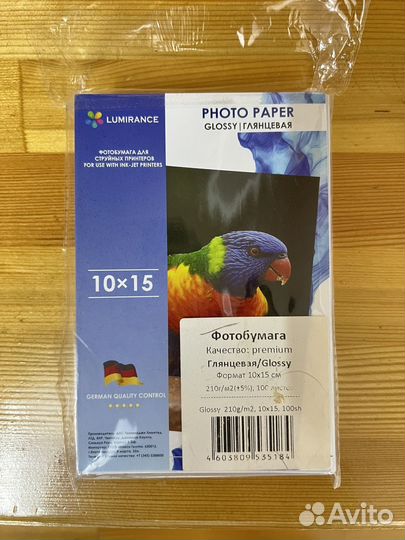 LUMIRANCE
PHOTO PAPER
GLOSSY | ГЛЯНЦЕВАЯ
ФОТОБУМАГА ДЛЯ
СТРУЙНЫХ ПРИНТЕРОВ
FOR USE WITH INK-JET PRINTERS
10×15
GERMAN QUALITY CONTROL
Фотобумага
Качество: premium
Глянцевая/Glossy
Формат 10х15 см
210г/м2(±5%), 100 листов
Glossy 210g/m2, 10x15, 100sh
4 603809 535184
Avito